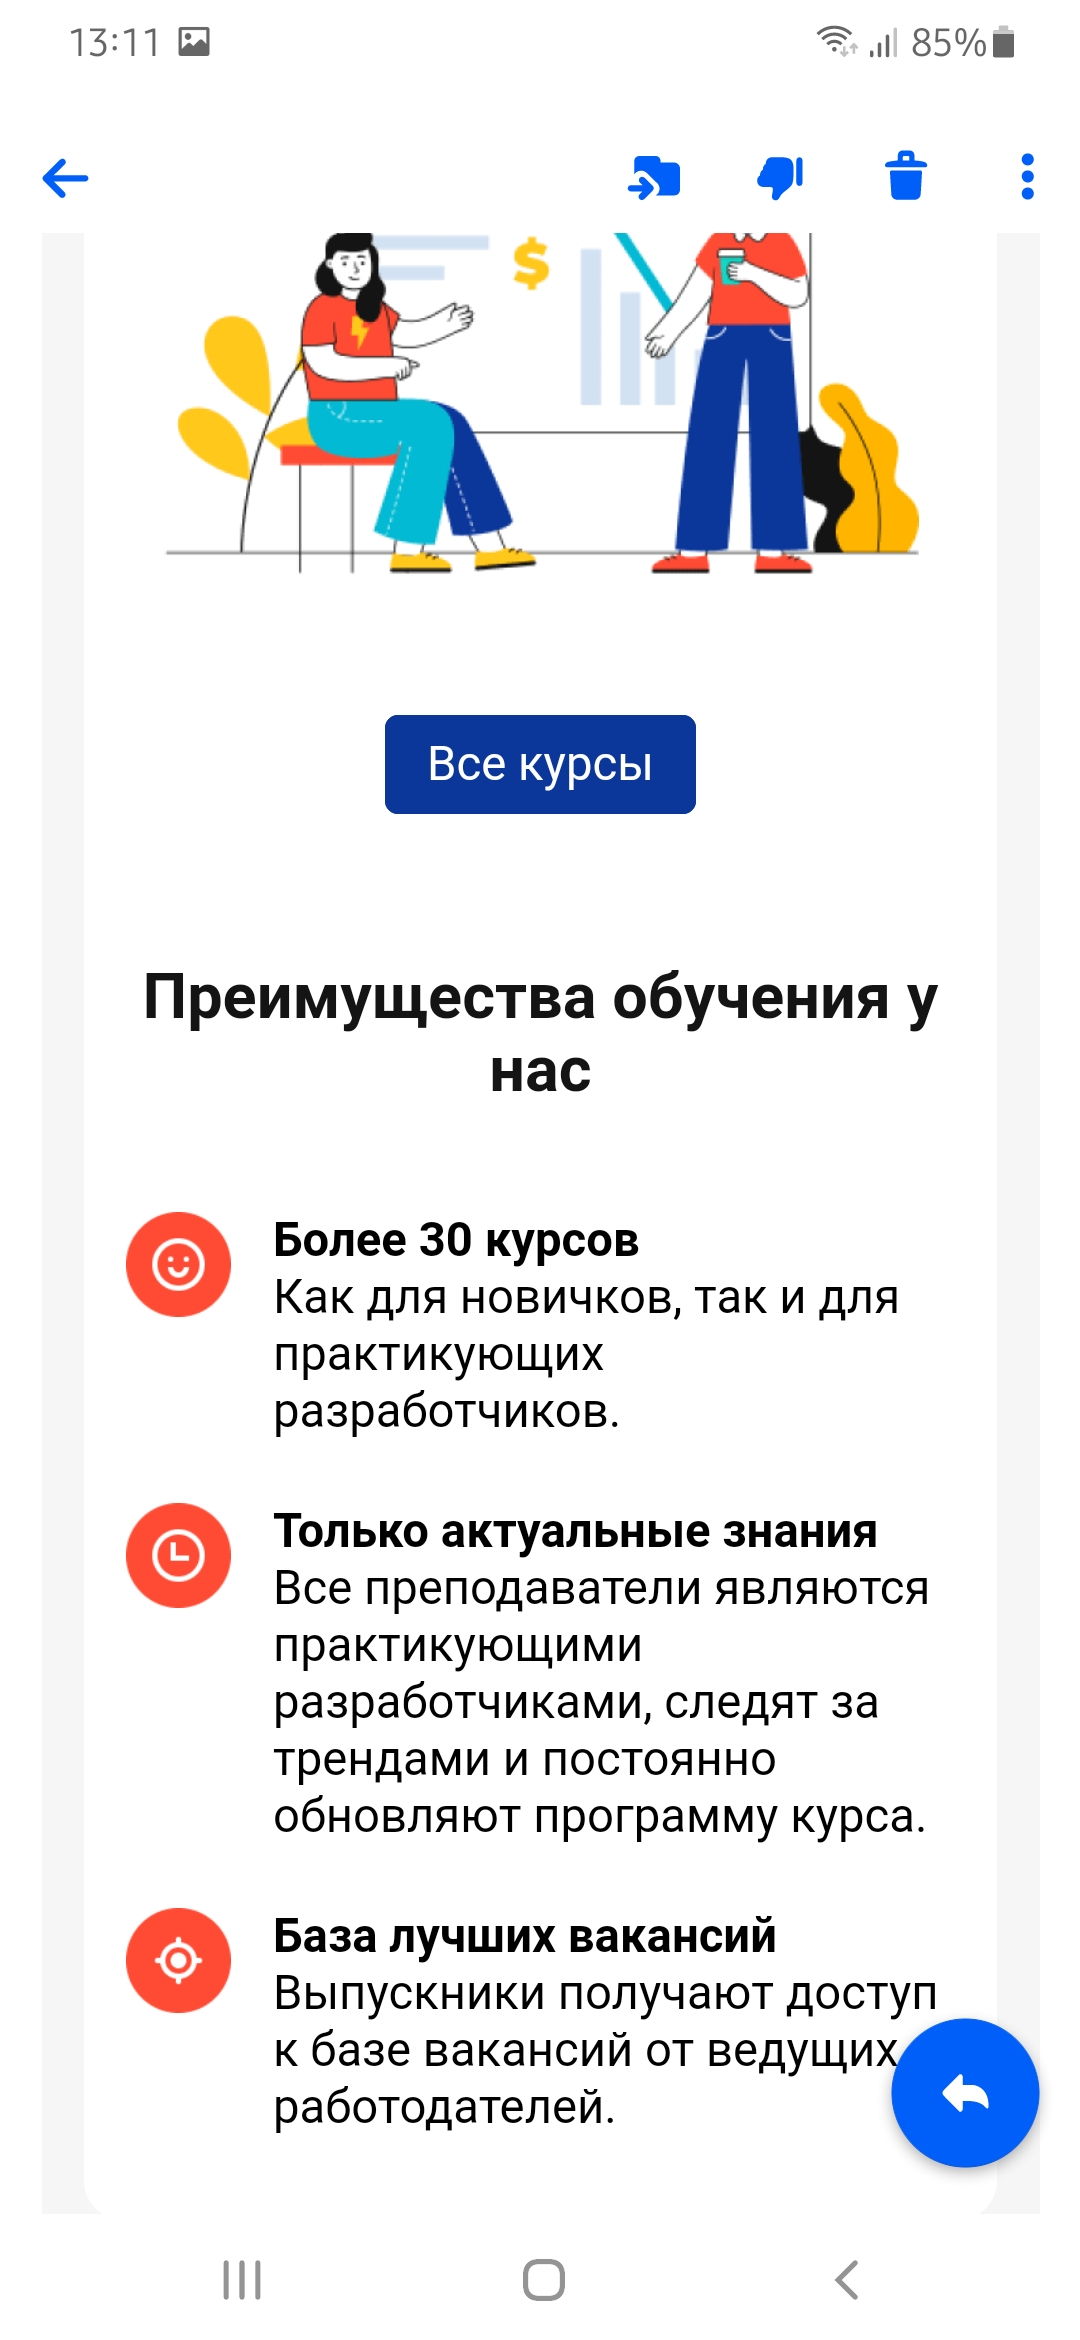 13:11
85%
$
Все курсы
Преимущества обучения у
нас
Более 30 курсов
Как для новичков, так и для
практикующих
разработчиков.
Только актуальные знания
Все преподаватели являются
практикующими
разработчиками, следят за
трендами и постоянно
обновляют программу курса.
База лучших вакансий
Выпускники получают доступ
к базе вакансий от ведущих
работодателей.